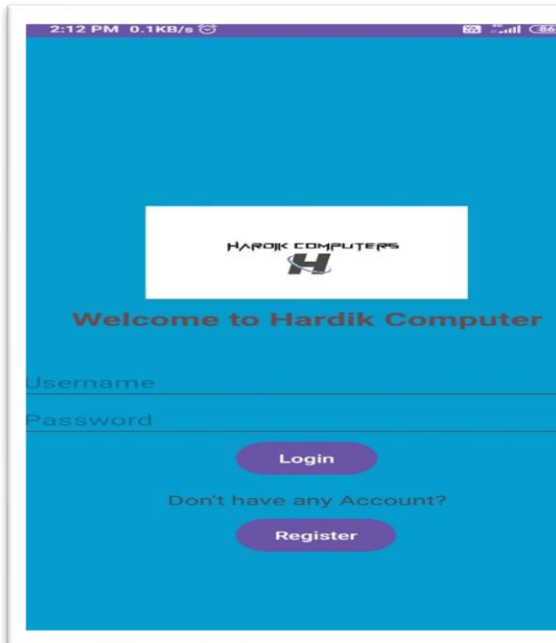 2:12 PM 0.1KB/s
HARDIK COMPUTERS
H
Welcome to Hardik Computer
Username
Password
Login
Don't have any Account?
Register